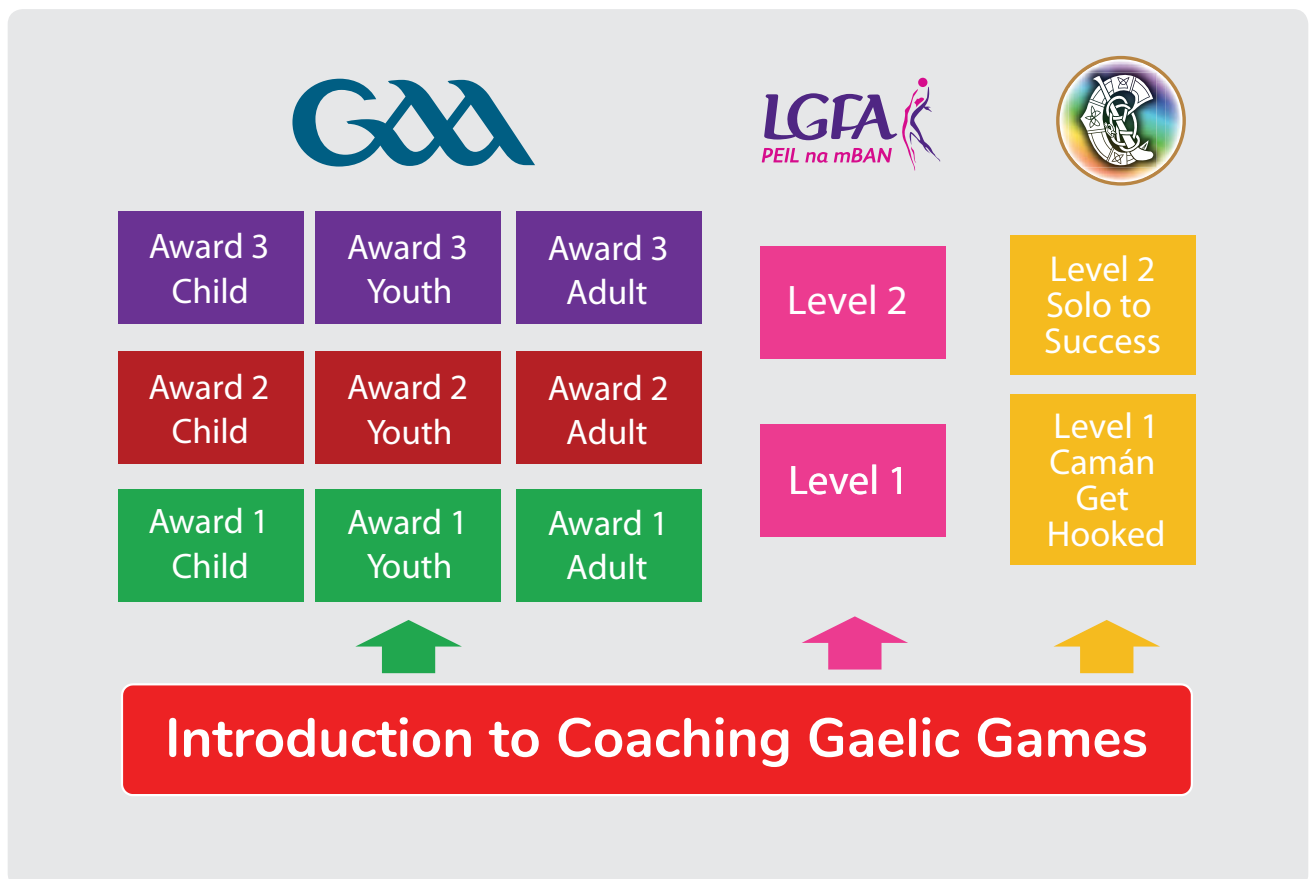 GAA
LGFA
PEIL na mBAN
Award 3
Child
Award 3
Youth
Award 3
Adult
Level 2
Level 2
Solo to
Success
Award 2
Child
Award 2
Youth
Award 2
Adult
Level 1
Level 1
Camán
Get
Hooked
Award 1
Child
Award 1
Youth
Award 1
Adult
Introduction to Coaching Gaelic Games